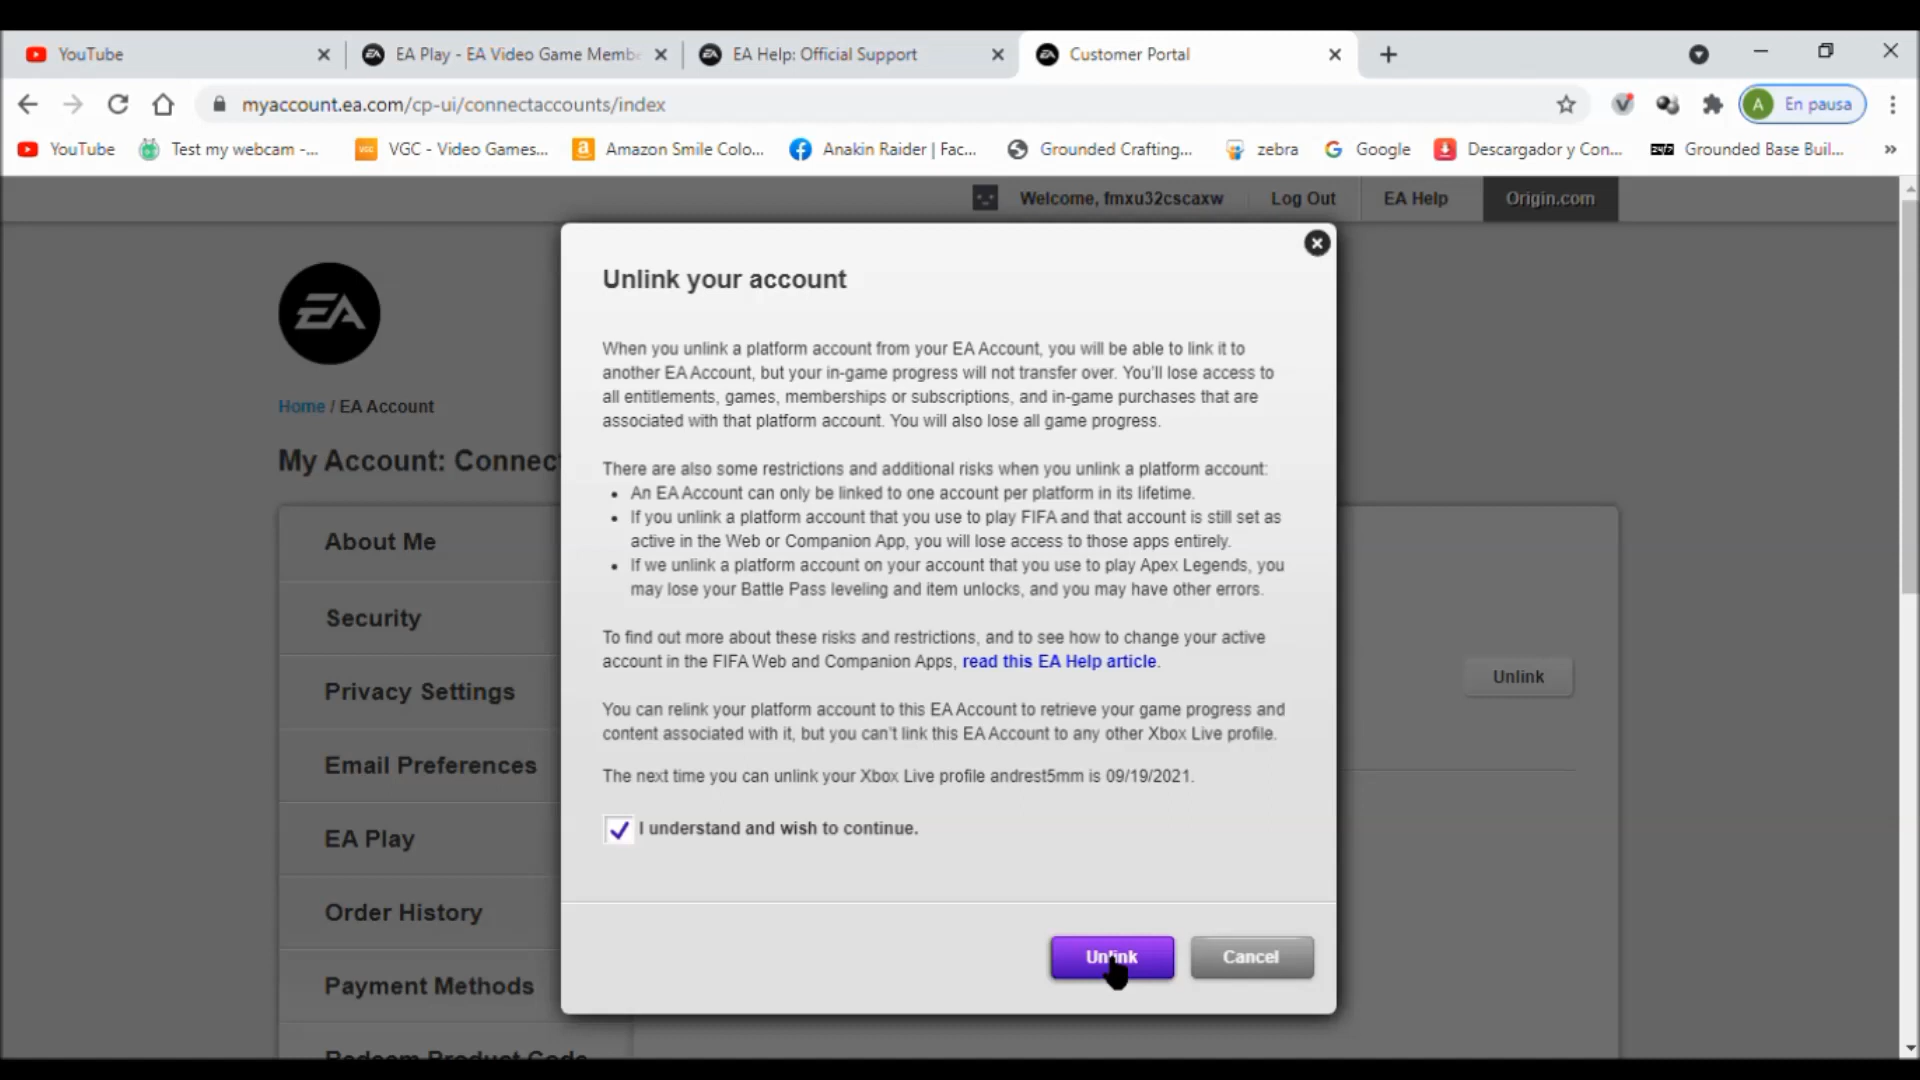 YouTube
EA Play - EA Video Game Membe
EA Help: Official Support
Customer Portal
myaccount.ea.com/cp-ui/connectaccounts/index
A En pausa
YouTube
Test my webcam -...
VGC - Video Games...
Amazon Smile Colo...
Anakin Raider | Fac...
Grounded Crafting...
zebra
Google
Descargador y Con...
Grounded Base Buil...
»
Welcome, fmxu32cscaxw
Log Out
EA Help
Origin.com
EA
Home / EA Account
My Account: Connec
About Me
Security
Privacy Settings
Email Preferences
EA Play
Order History
Payment Methods
Redeem Product Code
Unlink
Unlink your account
When you unlink a platform account from your EA Account, you will be able to link it to
another EA Account, but your in-game progress will not transfer over. You'll lose access to
all entitlements, games, memberships or subscriptions, and in-game purchases that are
associated with that platform account. You will also lose all game progress.
There are also some restrictions and additional risks when you unlink a platform account:
• An EA Account can only be linked to one account per platform in its lifetime.
• If you unlink a platform account that you use to play FIFA and that account is still set as
active in the Web or Companion App, you will lose access to those apps entirely.
• If we unlink a platform account on your account that you use to play Apex Legends, you
may lose your Battle Pass leveling and item unlocks, and you may have other errors.
To find out more about these risks and restrictions, and to see how to change your active
account in the FIFA Web and Companion Apps, read this EA Help article.
You can relink your platform account to this EA Account to retrieve your game progress and
content associated with it, but you can't link this EA Account to any other Xbox Live profile.
The next time you can unlink your Xbox Live profile andrest5mm is 09/19/2021.
I understand and wish to continue.
Unlink
Cancel